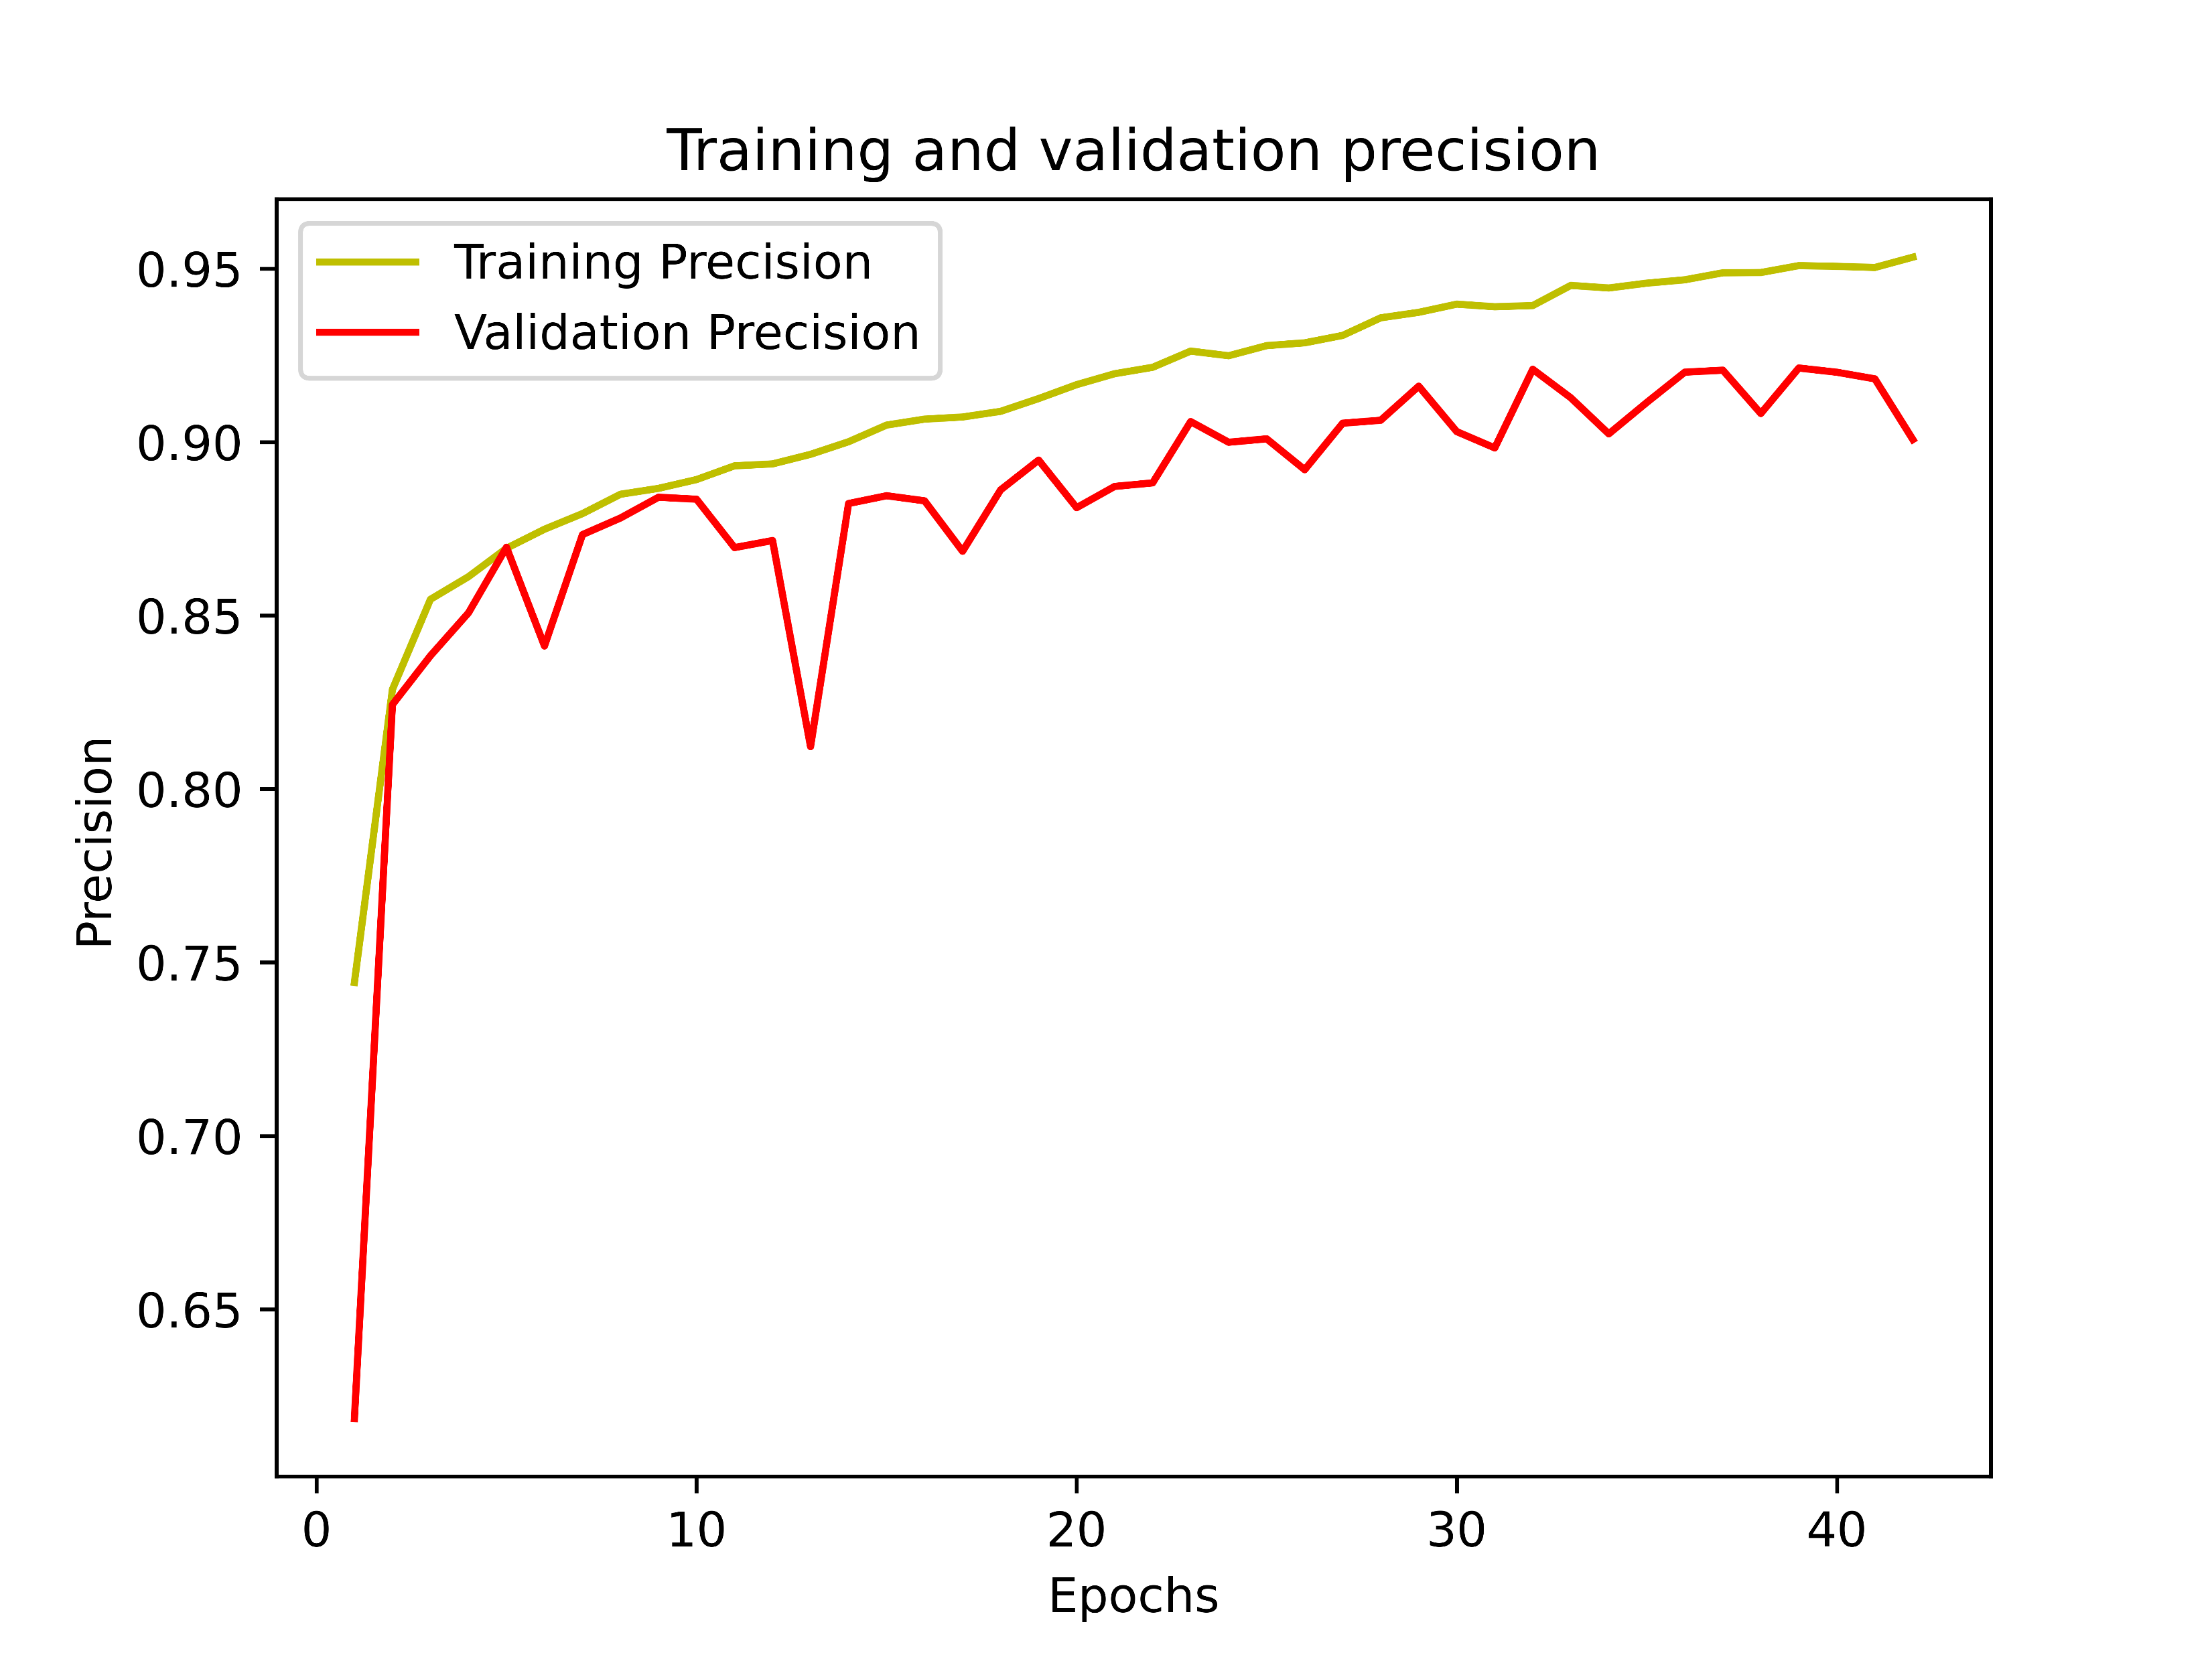 Training and validation precision
Training Precision
Validation Precision
Precision
0.95
0.90
0.85
0.80
0.75
0.70
0.65
0 10 20 30 40
Epochs